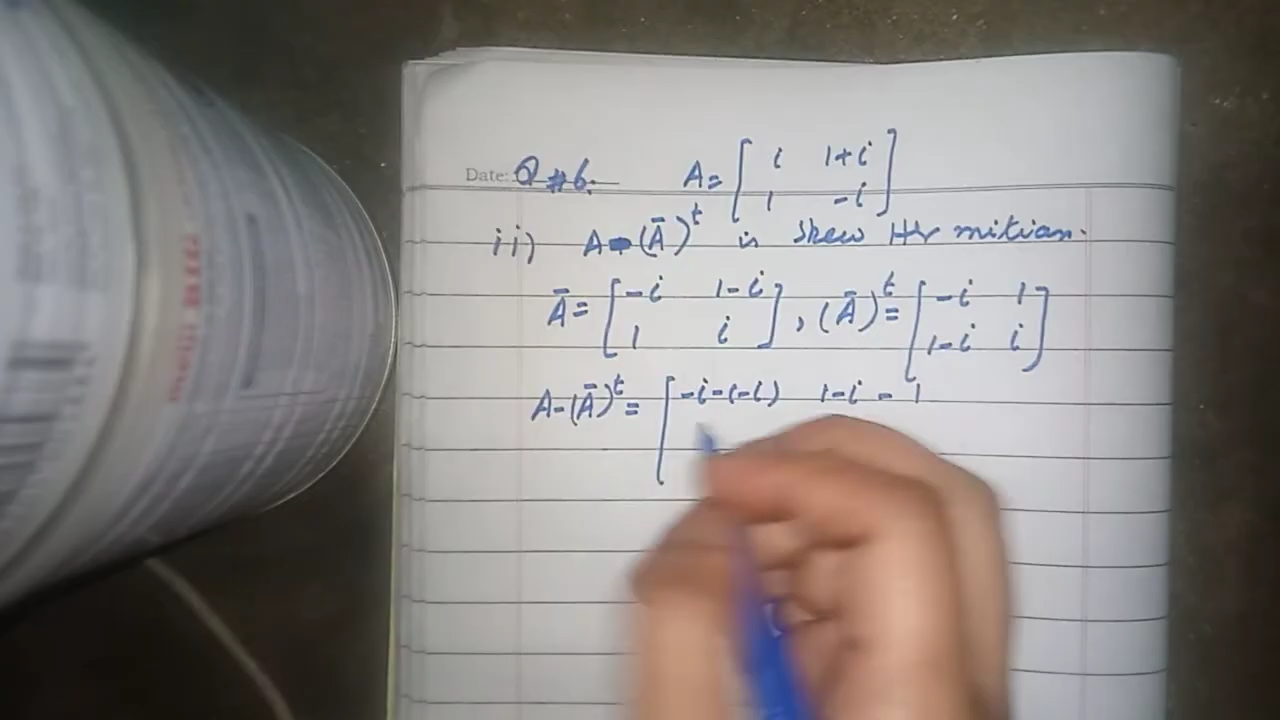 Date: Q #6. A = [ i 1+i
1 -i ]
ii) A-(Ā)ᵗ is skew Hermitian.
Ā = [ -i 1-i , (Ā)ᵗ = [ -i 1
1 i ] 1-i i ]
A-(Ā)ᵗ = [ -i-(-i) 1-i - 1